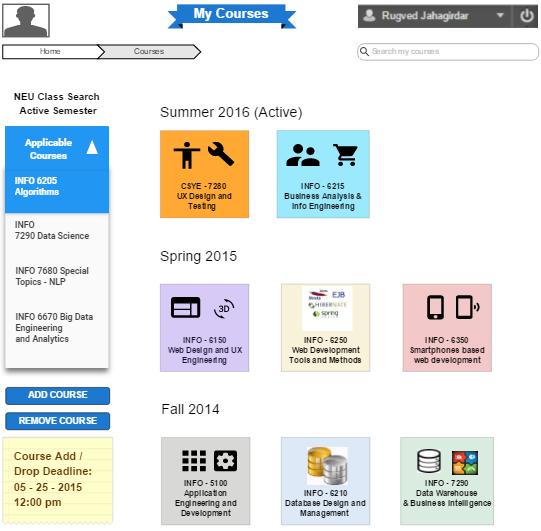 My Courses
Rugved Jahagirdar
Home
Courses
Search my courses
NEU Class Search
Active Semester
Applicable
Courses
INFO 6205
Algorithms
INFO
7290 Data Science
INFO 7680 Special
Topics - NLP
INFO 6670 Big Data
Engineering
and Analytics
ADD COURSE
REMOVE COURSE
Course Add /
Drop Deadline:
05 - 25 - 2015
12:00 pm
Summer 2016 (Active)
CSYE - 7280
UX Design and
Testing
INFO - 6215
Business Analysis &
Info Engineering
Spring 2015
3D
INFO - 6150
Web Design and UX
Engineering
Struts
EJB
HIBERNATE
spring
INFO - 6250
Web Development
Tools and Methods
INFO - 6350
Smartphones based
web development
Fall 2014
INFO - 5100
Application
Engineering and
Development
INFO - 6210
Database Design and
Management
INFO - 7290
Data Warehouse
& Business Intelligence